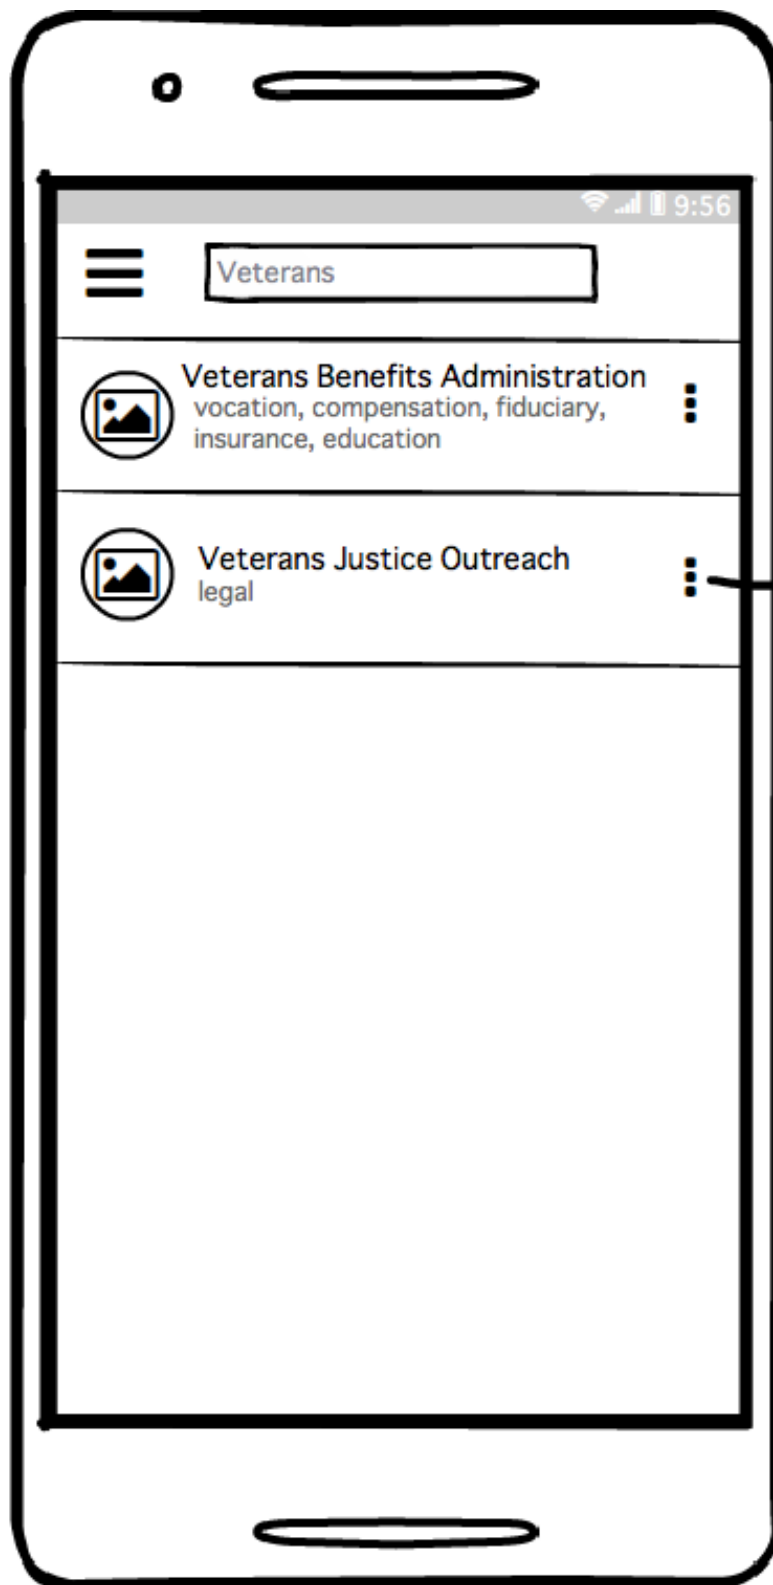 9:56
Veterans
Veterans Benefits Administration
vocation, compensation, fiduciary,
insurance, education
Veterans Justice Outreach
legal